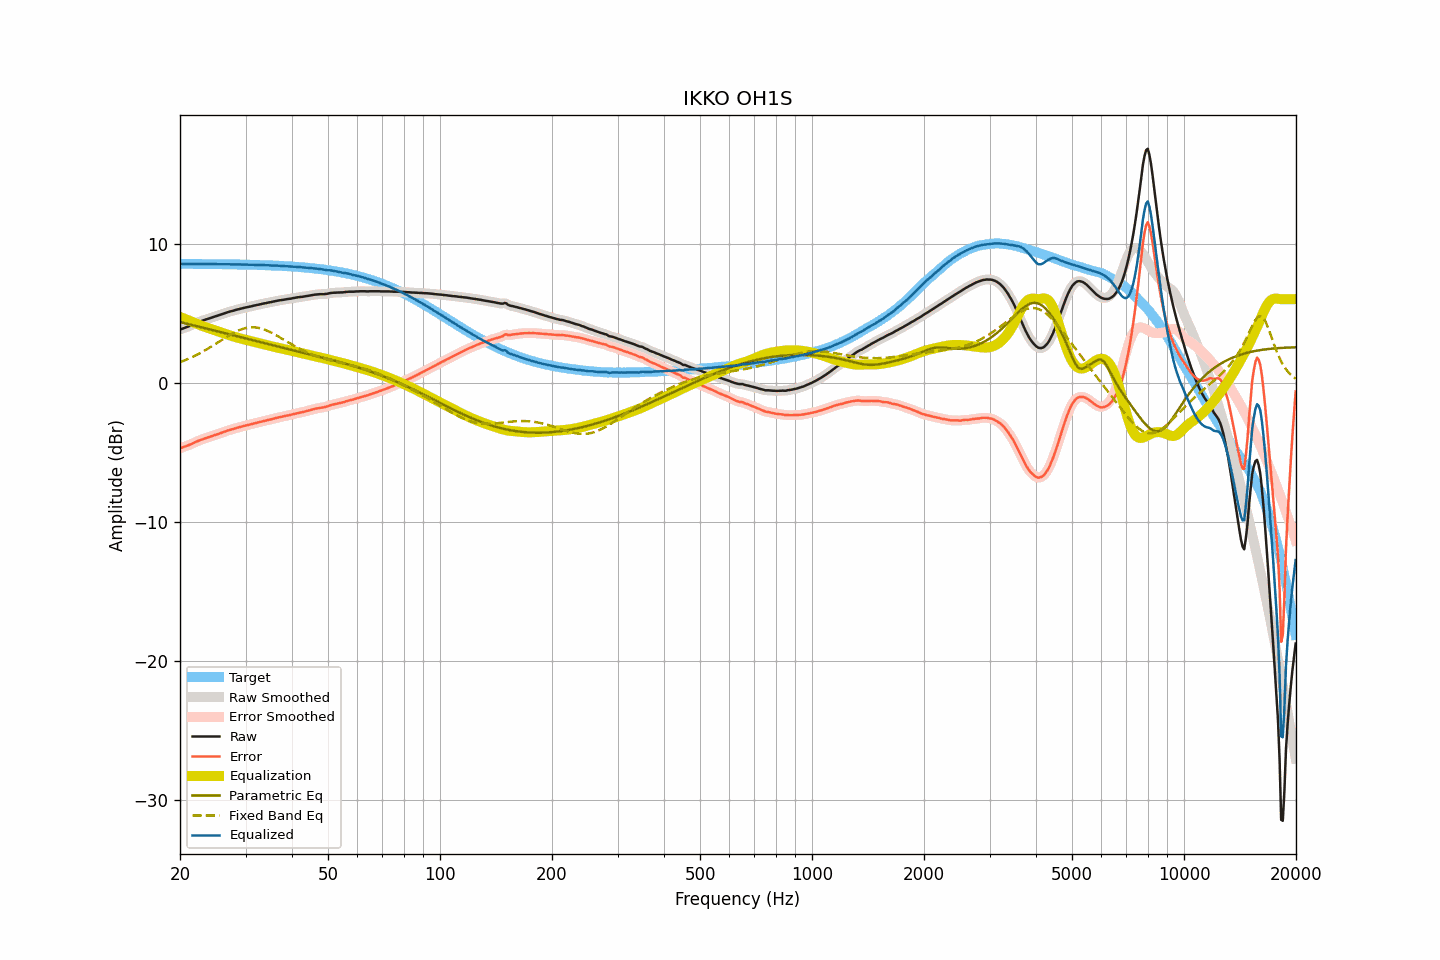 IKKO OH1S
Amplitude (dBr)
10
0
−10
−20
−30
Target
Raw Smoothed
Error Smoothed
Raw
Error
Equalization
Parametric Eq
Fixed Band Eq
Equalized
20 50 100 200 500 1000 2000 5000 10000 20000
Frequency (Hz)